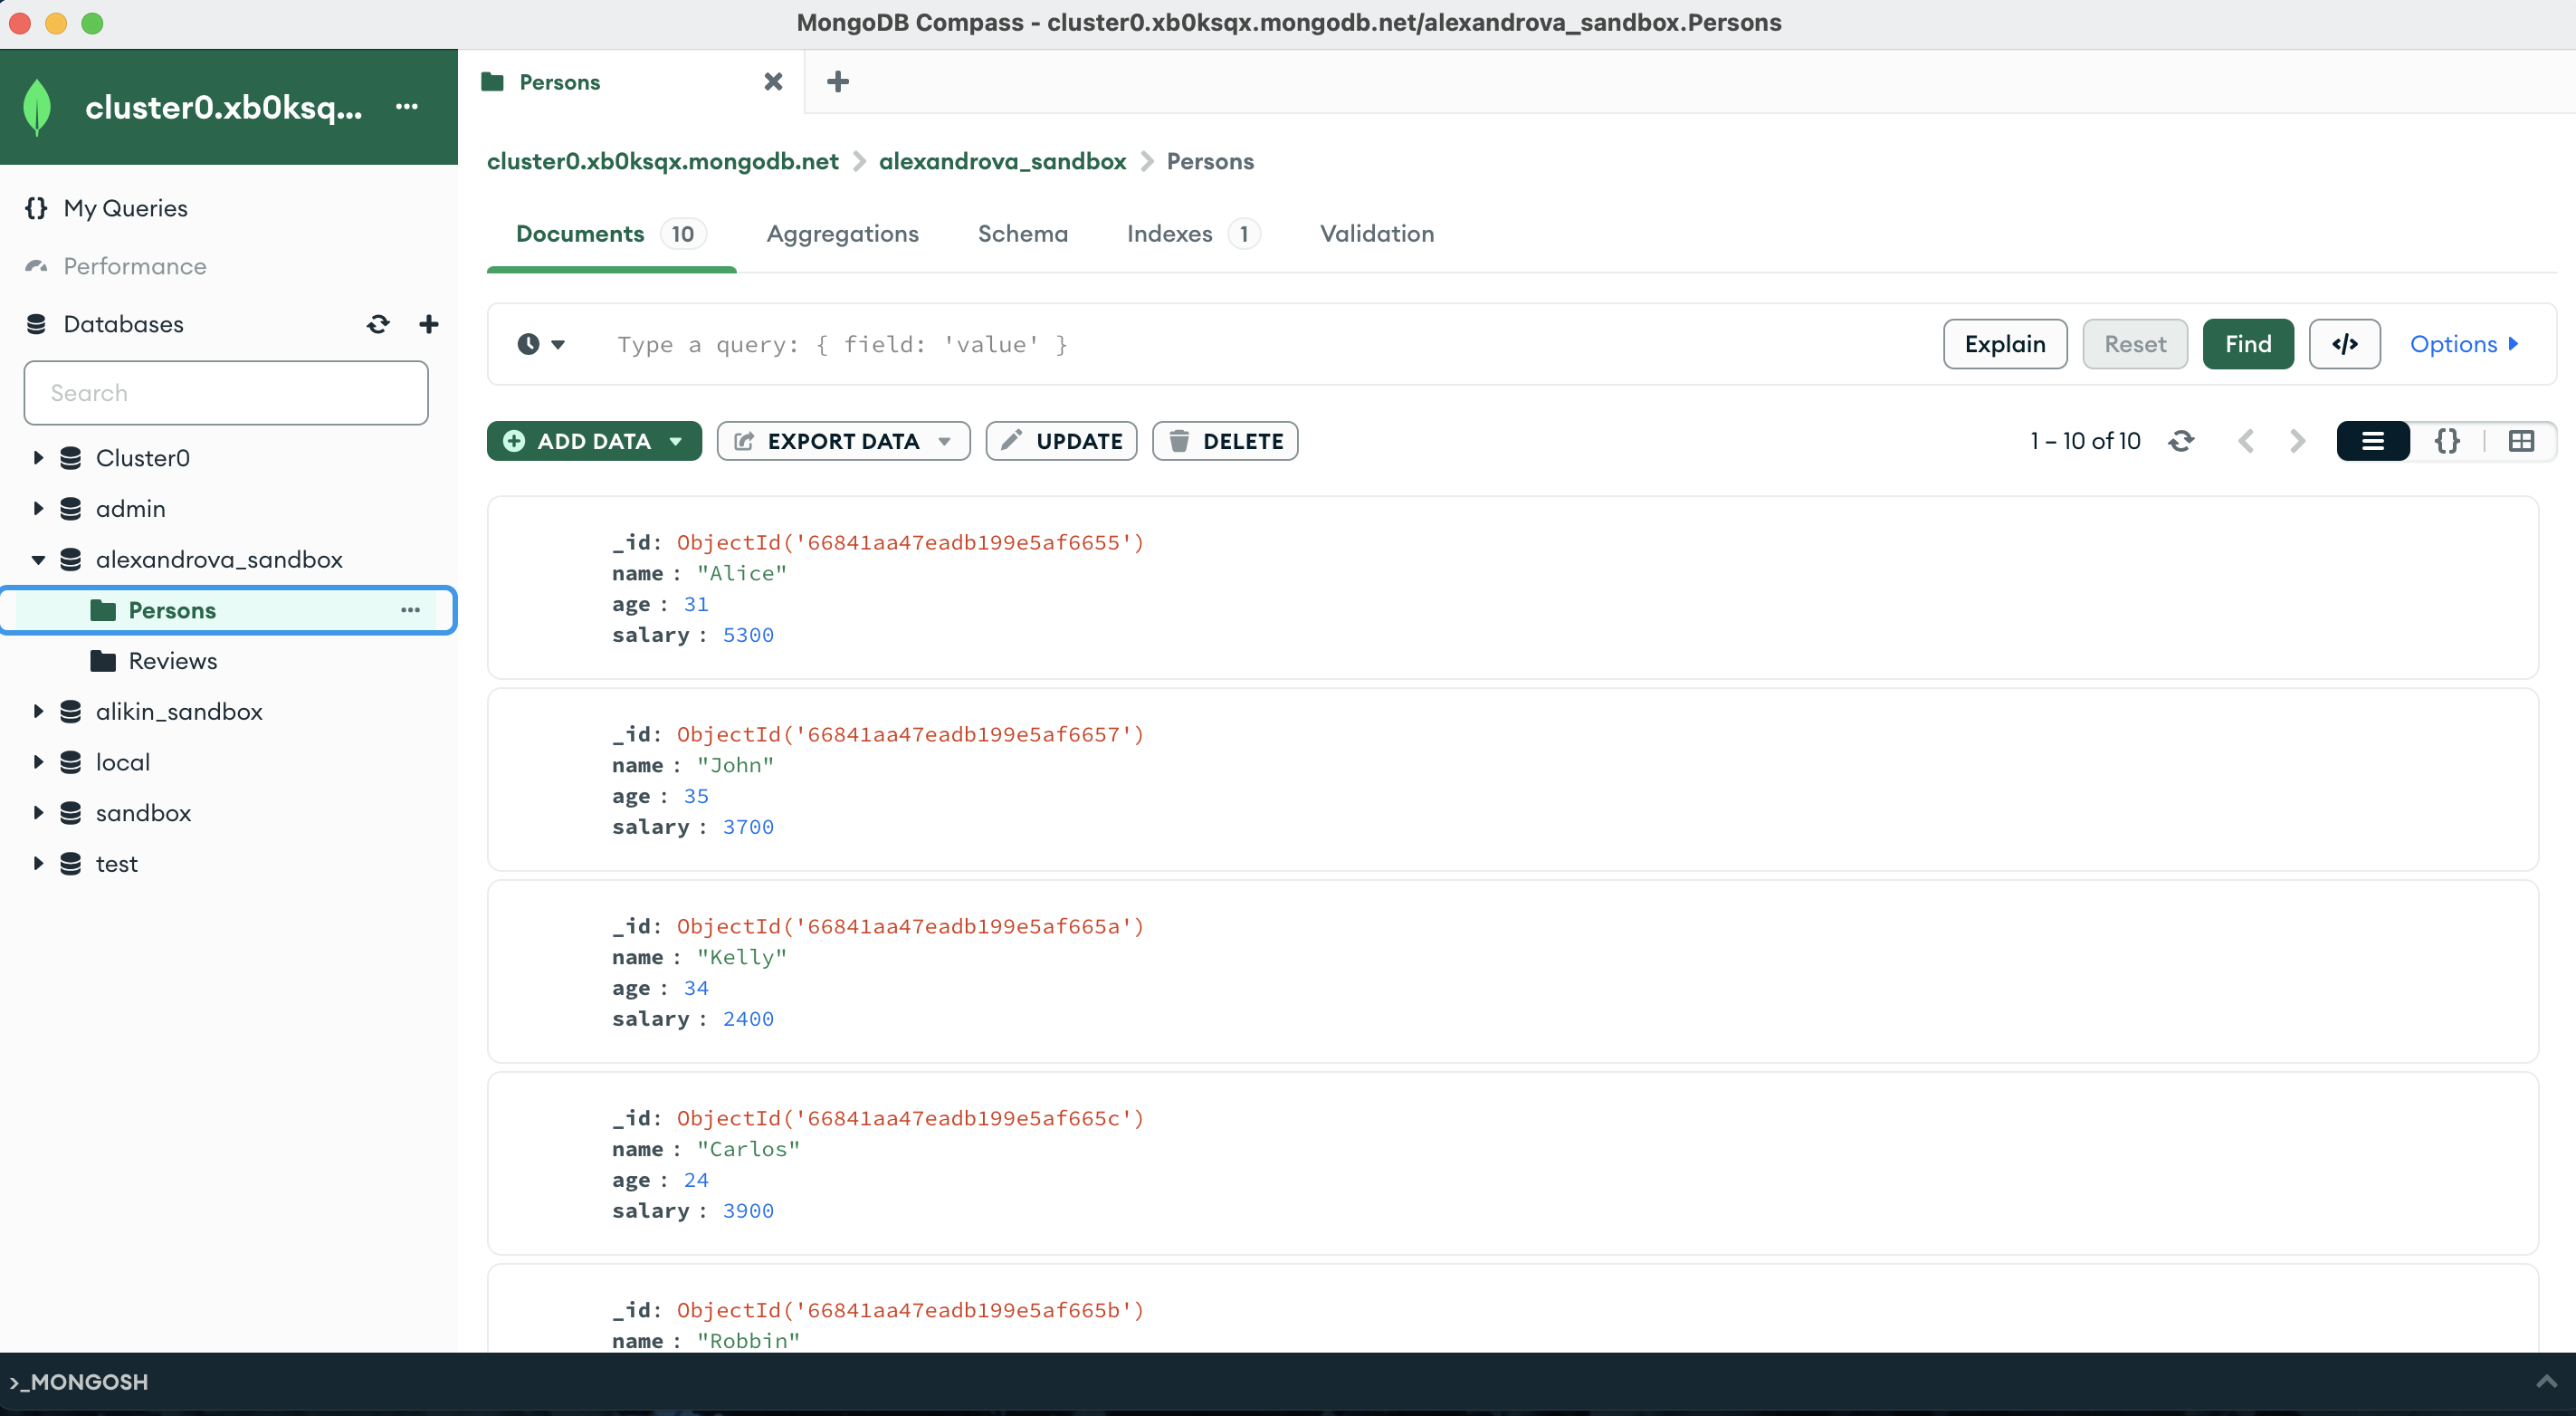 MongoDB Compass - cluster0.xb0ksqx.mongodb.net/alexandrova_sandbox.Persons
cluster0.xb0ksq...
My Queries
Performance
Databases
Search
Cluster0
admin
alexandrova_sandbox
Persons
Reviews
alikin_sandbox
local
sandbox
test
Persons
cluster0.xb0ksqx.mongodb.net > alexandrova_sandbox > Persons
Documents 10 Aggregations Schema Indexes 1 Validation
Type a query: { field: 'value' } Explain Reset Find </> Options
ADD DATA EXPORT DATA UPDATE DELETE 1 – 10 of 10 {}
_id: ObjectId('66841aa47eadb199e5af6655')
name : "Alice"
age : 31
salary : 5300
_id: ObjectId('66841aa47eadb199e5af6657')
name : "John"
age : 35
salary : 3700
_id: ObjectId('66841aa47eadb199e5af665a')
name : "Kelly"
age : 34
salary : 2400
_id: ObjectId('66841aa47eadb199e5af665c')
name : "Carlos"
age : 24
salary : 3900
_id: ObjectId('66841aa47eadb199e5af665b')
name : "Robbin"
>_MONGOSH